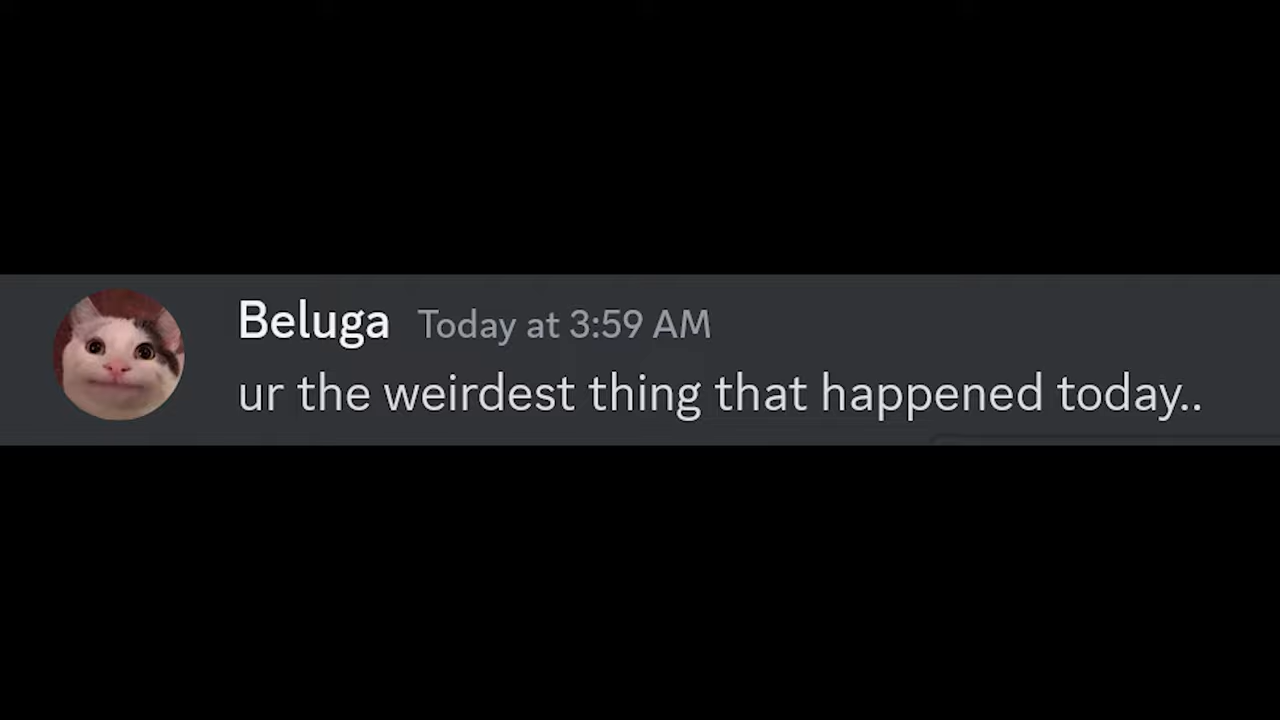 Beluga Today at 3:59 AM
ur the weirdest thing that happened today..